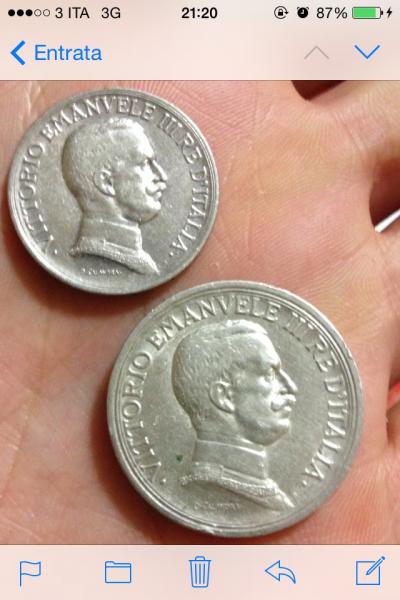 3 ITA 3G 21:20 87%
Entrata
VITTORIO EMANVELE III RE D'ITALIA
VITTORIO EMANVELE III RE D'ITALIA